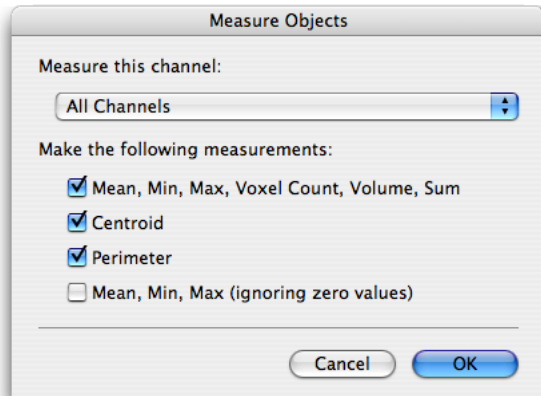 Measure Objects
Measure this channel:
All Channels
Make the following measurements:
Mean, Min, Max, Voxel Count, Volume, Sum
Centroid
Perimeter
Mean, Min, Max (ignoring zero values)
Cancel OK